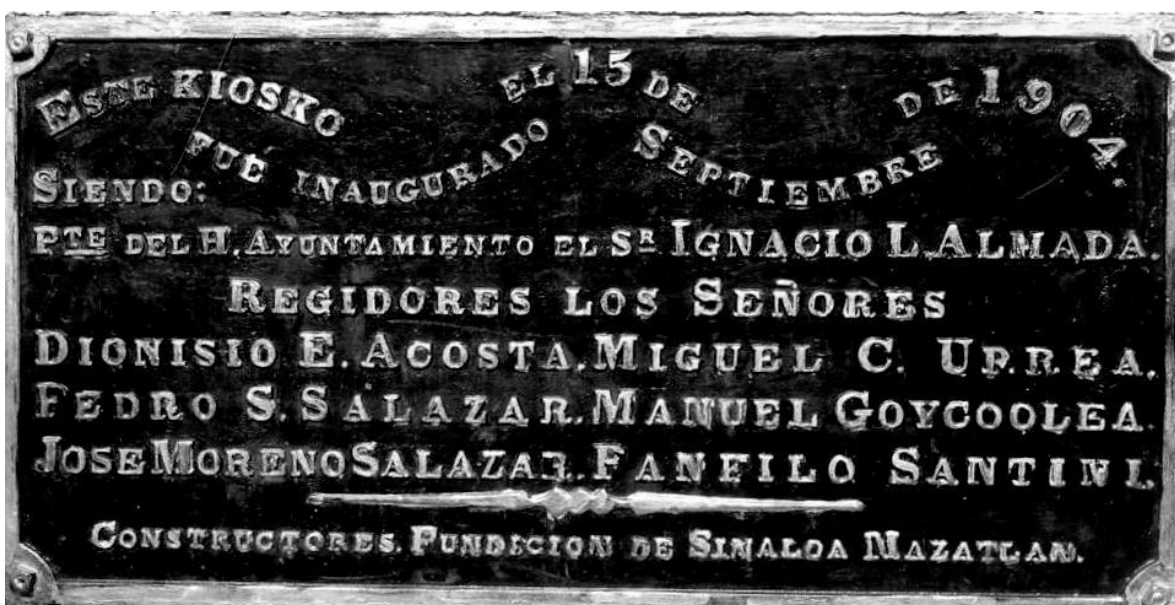 ESTE KIOSKO FUÉ INAUGURADO EL 15 DE SEPTIEMBRE DE 1904.
SIENDO:
PTE DEL H. AYUNTAMIENTO EL SR IGNACIO L. ALMADA.
REGIDORES LOS SEÑORES
DIONISIO E. ACOSTA. MIGUEL C. URREA.
PEDRO S. SALAZAR. MANUEL GOYCOOLEA.
JOSE MORENO SALAZAR. PANFILO SANTINI.
CONSTRUCTORES. FUNDICION DE SINALOA MAZATLAN.